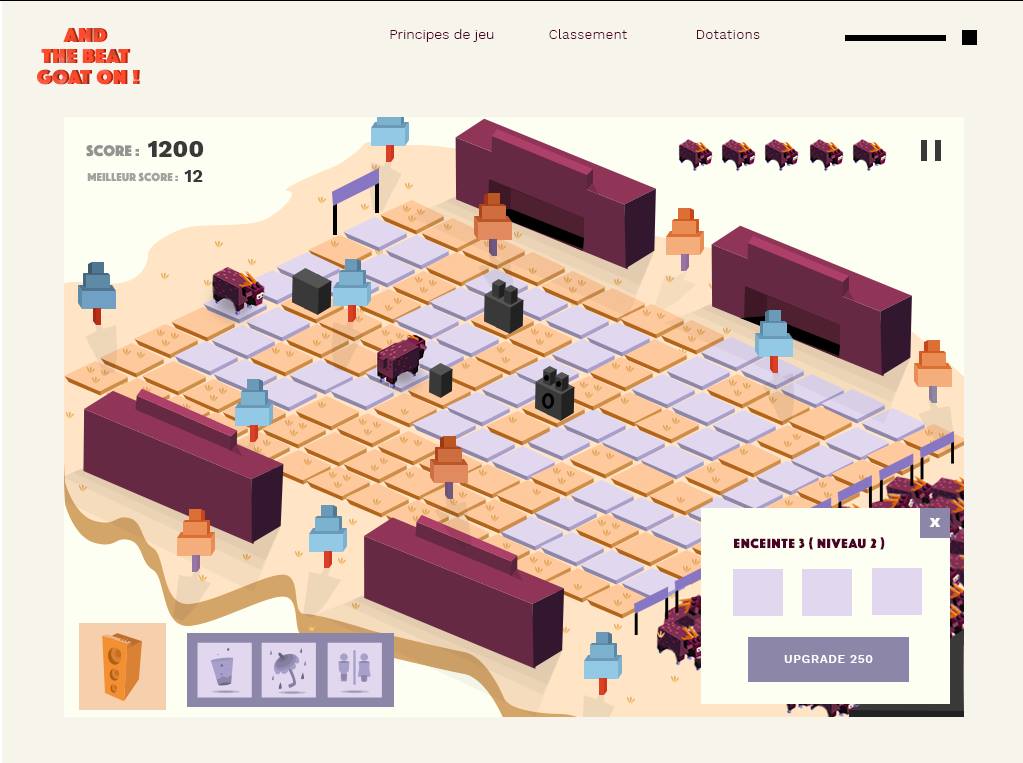 AND
THE BEAT
GOAT ON !
Principes de jeu
Classement
Dotations
SCORE : 1200
MEILLEUR SCORE : 12
X
ENCEINTE 3 ( NIVEAU 2 )
UPGRADE 250